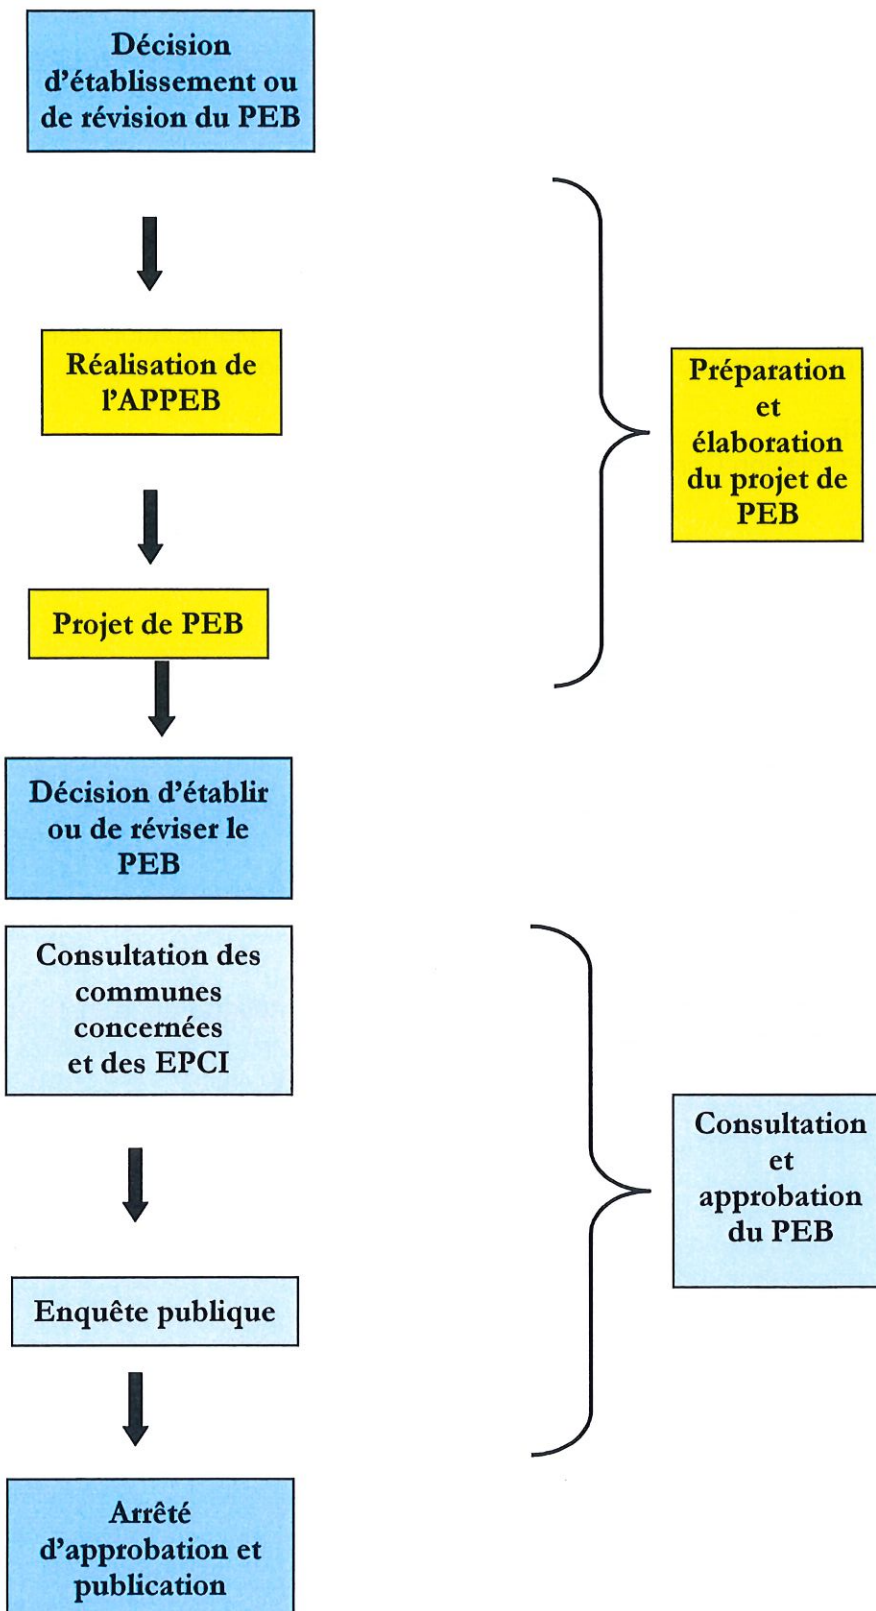 Décision
d'établissement ou
de révision du PEB
Réalisation de
l'APPEB
Préparation
et
élaboration
du projet de
PEB
Projet de PEB
Décision d'établir
ou de réviser le
PEB
Consultation des
communes
concernées
et des EPCI
Consultation
et
approbation
du PEB
Enquête publique
Arrêté
d'approbation et
publication